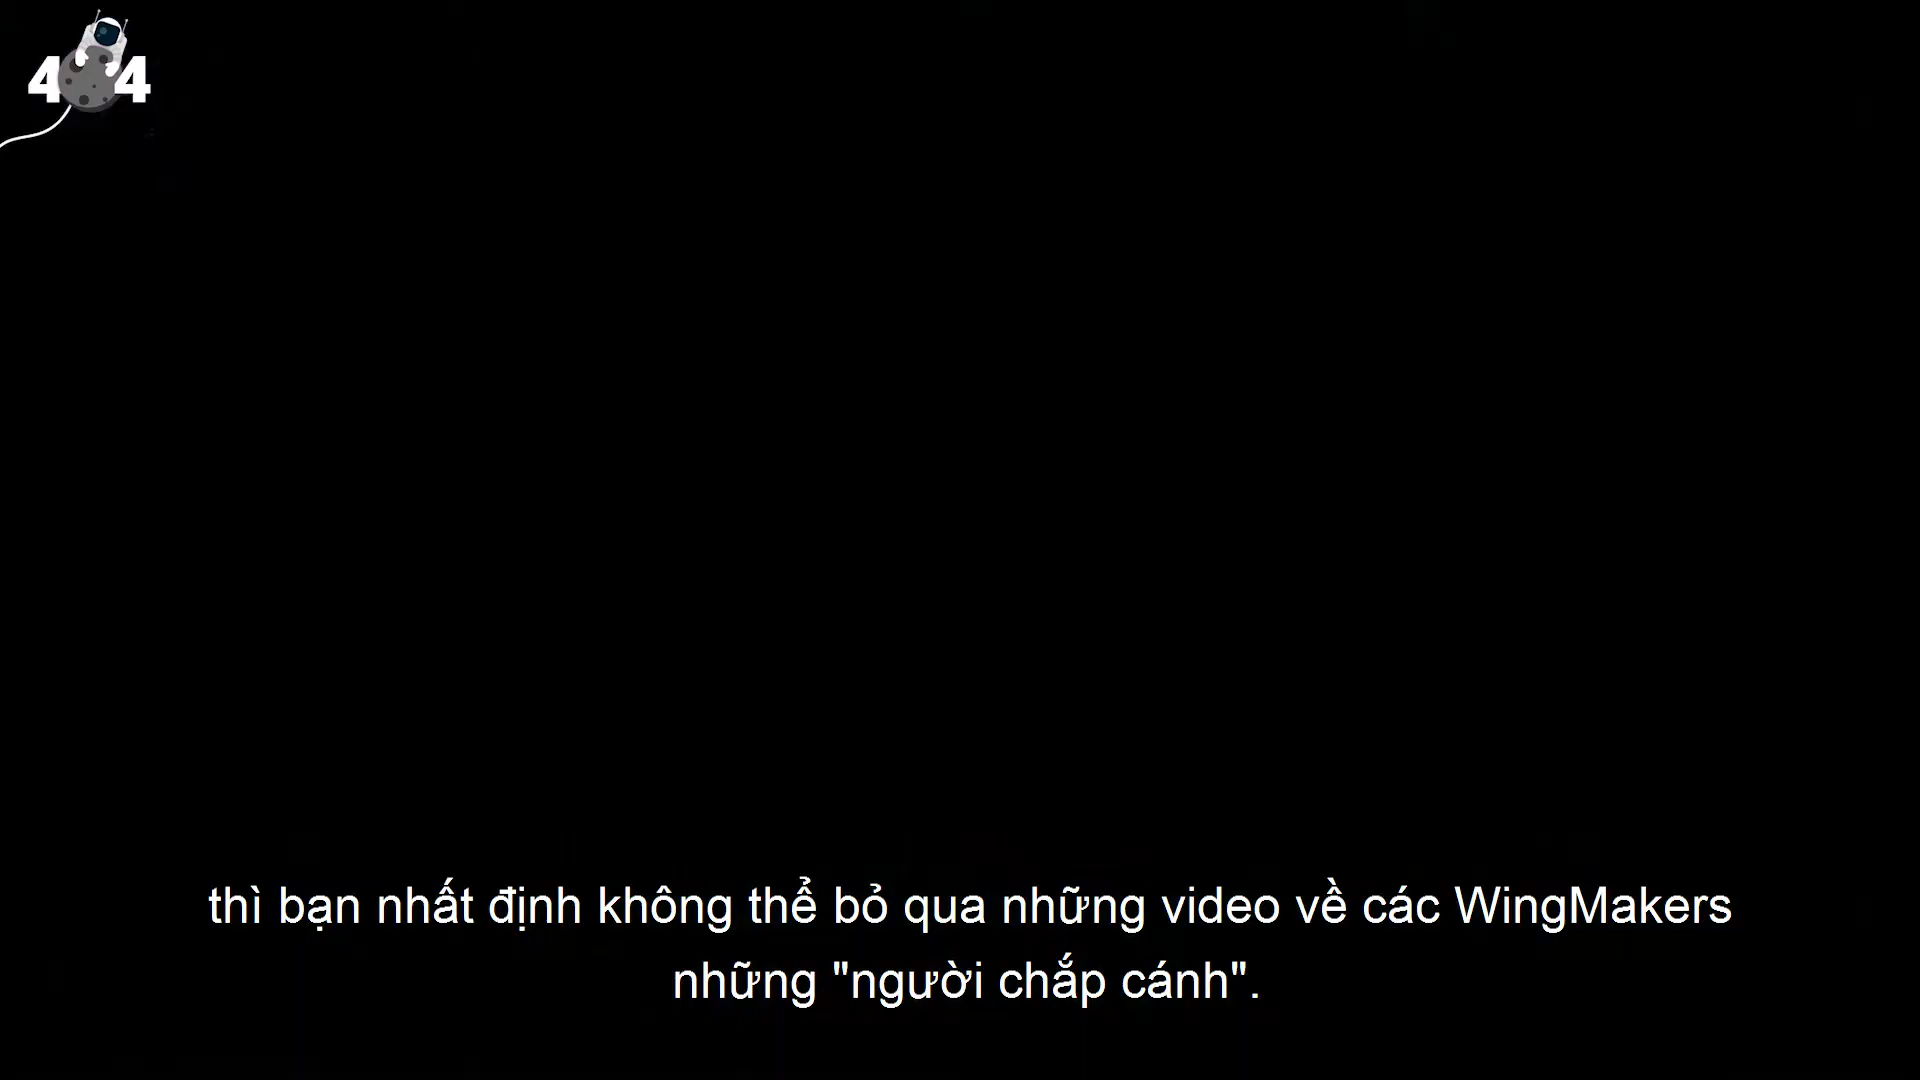 4 4
thì bạn nhất định không thể bỏ qua những video về các WingMakers
những "người chắp cánh".